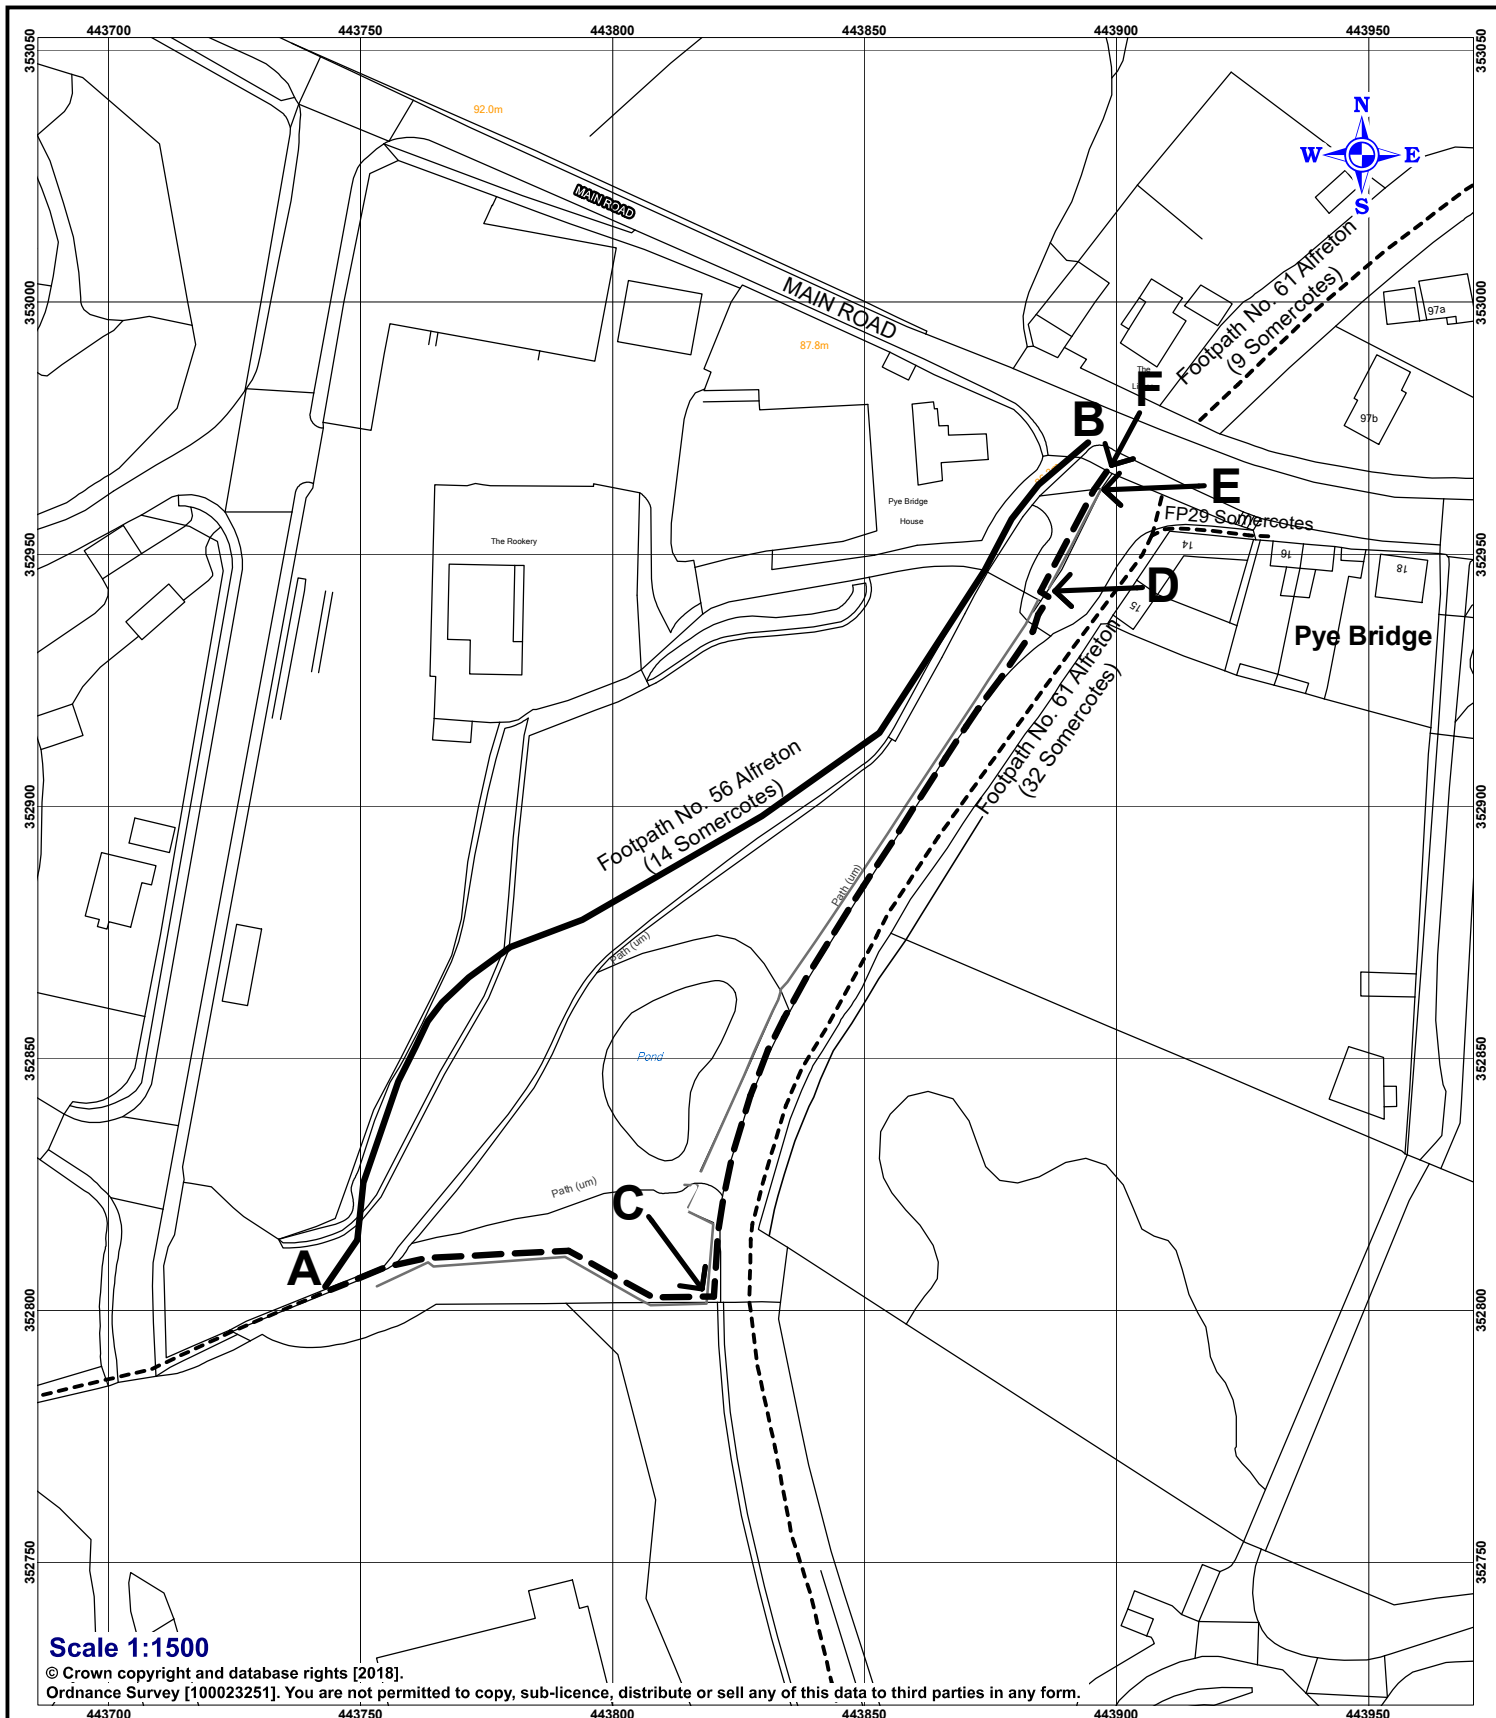 443700 443750 443800 443850 443900 443950
353050
353050
92.0m
N
W E
S
MAIN ROAD
MAIN ROAD
Footpath No. 61 Alfreton
(9 Somercotes)
353000
353000
97a
87.8m
The
F
B
97b
E
Pye Bridge
House
FP29 Somercotes
The Rookery
14
16
18
352950
352950
D
15
Pye Bridge
Footpath No. 61 Alfreton
(32 Somercotes)
Footpath No. 56 Alfreton
(14 Somercotes)
352900
352900
Path (um)
Path (um)
Pond
352850
352850
Path (um)
C
A
352800
352800
352750
352750
Scale 1:1500
© Crown copyright and database rights [2018].
Ordnance Survey [100023251]. You are not permitted to copy, sub-licence, distribute or sell any of this data to third parties in any form.
443700 443750 443800 443850 443900 443950